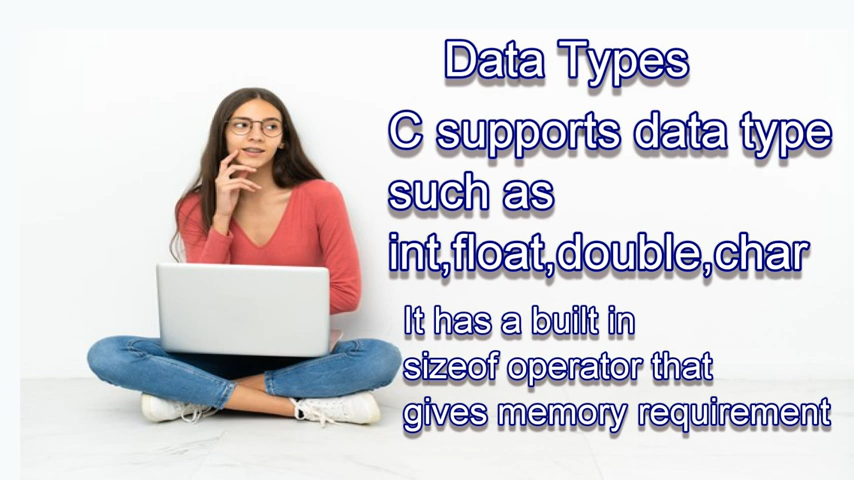 Data Types
C supports data type
such as
int,float,double,char
It has a built in
sizeof operator that
gives memory requirement